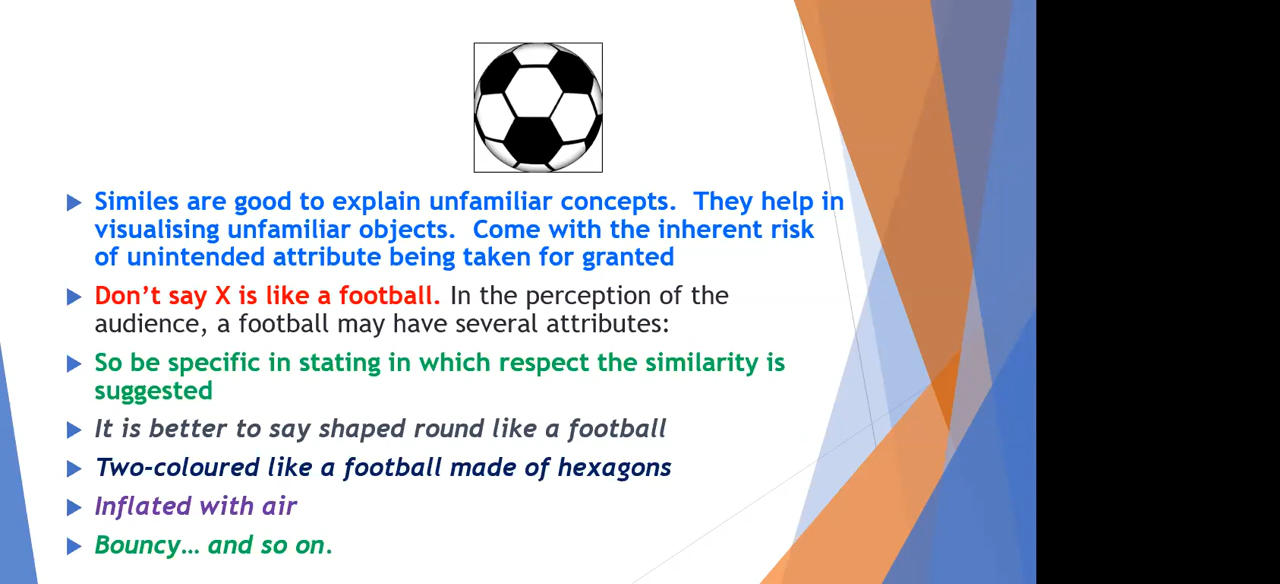 Similes are good to explain unfamiliar concepts.  They help in
visualising unfamiliar objects.  Come with the inherent risk
of unintended attribute being taken for granted
Don’t say X is like a football. In the perception of the
audience, a football may have several attributes:
So be specific in stating in which respect the similarity is
suggested
It is better to say shaped round like a football
Two-coloured like a football made of hexagons
Inflated with air
Bouncy… and so on.